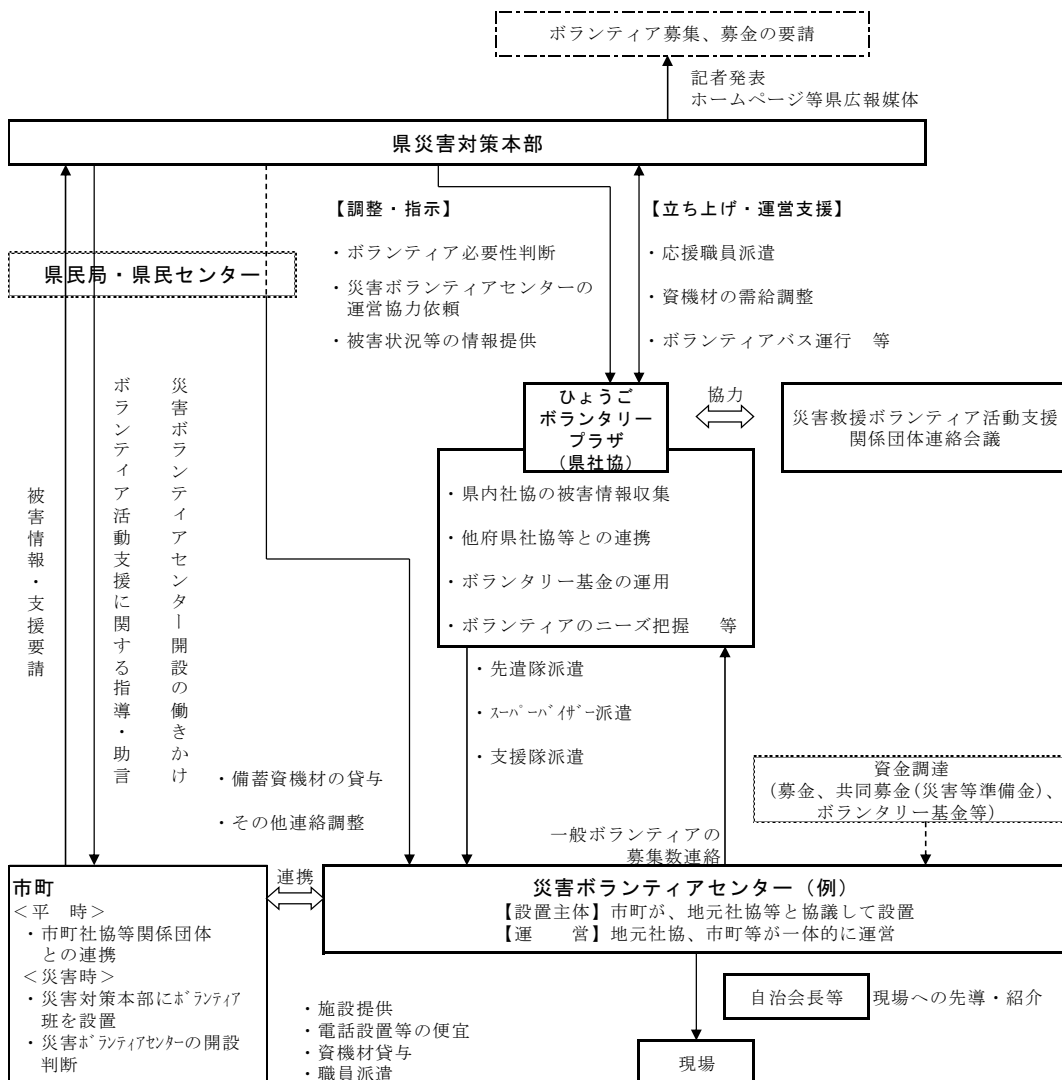 ボランティア募集、募金の要請
記者発表
ホームページ等県広報媒体
県災害対策本部
【調整・指示】
・ボランティア必要性判断
・災害ボランティアセンターの
運営協力依頼
・被害状況等の情報提供
【立ち上げ・運営支援】
・応援職員派遣
・資機材の需給調整
・ボランティアバス運行　等
県民局・県民センター
ひょうご
ボランタリー
プラザ
（県社協）
協力
災害救援ボランティア活動支援
関係団体連絡会議
・県内社協の被害情報収集
・他府県社協等との連携
・ボランタリー基金の運用
・ボランティアのニーズ把握　等
災害ボランティアセンター開設の働きかけ
ボランティア活動支援に関する指導・助言
被害情報・支援要請
・先遣隊派遣
・ｽｰﾊﾟｰﾊﾞｲｻﾞｰ派遣
・支援隊派遣
・備蓄資機材の貸与
・その他連絡調整
資金調達
(募金、共同募金(災害等準備金)、
ボランタリー基金等)
一般ボランティアの
募集数連絡
市町
＜平　時＞
・市町社協等関係団体
との連携
＜災害時＞
・災害対策本部にﾎﾞﾗﾝﾃｨｱ
班を設置
・災害ﾎﾞﾗﾝﾃｨｱｾﾝﾀｰの開設
判断
連携
災害ボランティアセンター（例）
【設置主体】市町が、地元社協等と協議して設置
【運　　営】地元社協、市町等が一体的に運営
・施設提供
・電話設置等の便宜
・資機材貸与
・職員派遣
自治会長等
現場への先導・紹介
現場